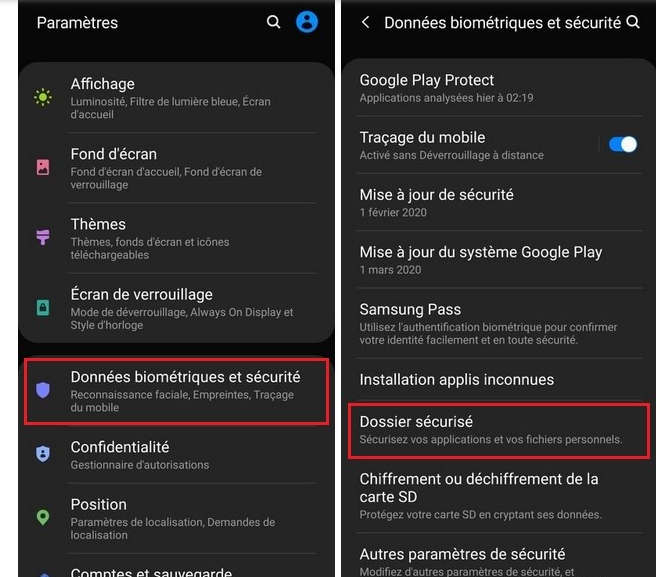 Paramètres
Affichage
Luminosité, Filtre de lumière bleue, Écran
d'accueil
Fond d'écran
Fond d'écran d'accueil, Fond d'écran de
verrouillage
Thèmes
Thèmes, fonds d'écran et icônes
téléchargeables
Écran de verrouillage
Mode de déverrouillage, Always On Display et
Style d'horloge
Données biométriques et sécurité
Reconnaissance faciale, Empreintes, Traçage
du mobile
Confidentialité
Gestionnaire d'autorisations
Position
Paramètres de localisation, Demandes de
localisation
Comptes et sauvegarde
Données biométriques et sécurité
Google Play Protect
Applications analysées hier à 02:19
Traçage du mobile
Activé sans Déverrouillage à distance
Mise à jour de sécurité
1 février 2020
Mise à jour du système Google Play
1 mars 2020
Samsung Pass
Utilisez l'authentification biométrique pour confirmer
votre identité facilement et en toute sécurité.
Installation applis inconnues
Dossier sécurisé
Sécurisez vos applications et vos fichiers personnels.
Chiffrement ou déchiffrement de la
carte SD
Protégez votre carte SD en cryptant ses données.
Autres paramètres de sécurité
Modifiez d'autres paramètres de sécurité, et